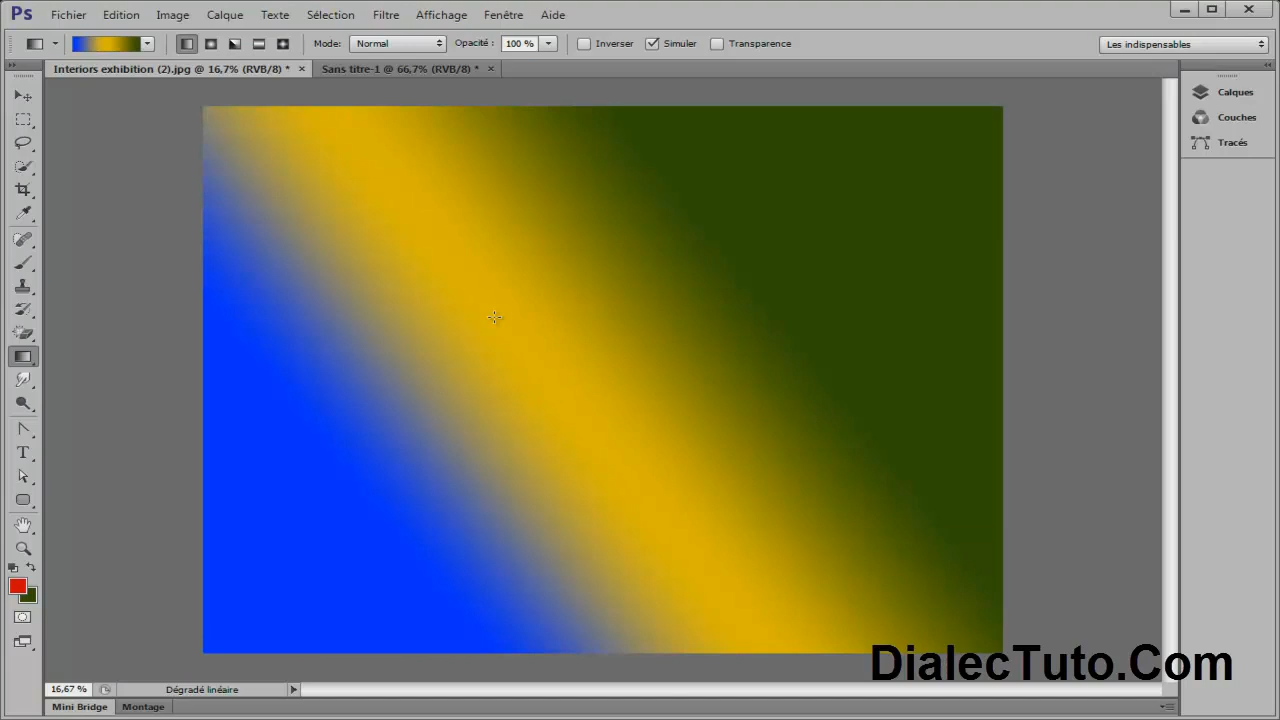 Ps Fichier Edition Image Calque Texte Sélection Filtre Affichage Fenêtre Aide
Mode: Normal Opacité : 100 % Inverser Simuler Transparence Les indispensables
Interiors exhibition (2).jpg @ 16,7% (RVB/8) * × Sans titre-1 @ 66,7% (RVB/8) * ×
Calques
Couches
Tracés
T
DialecTuto.Com
16,67 % Dégradé linéaire
Mini Bridge Montage